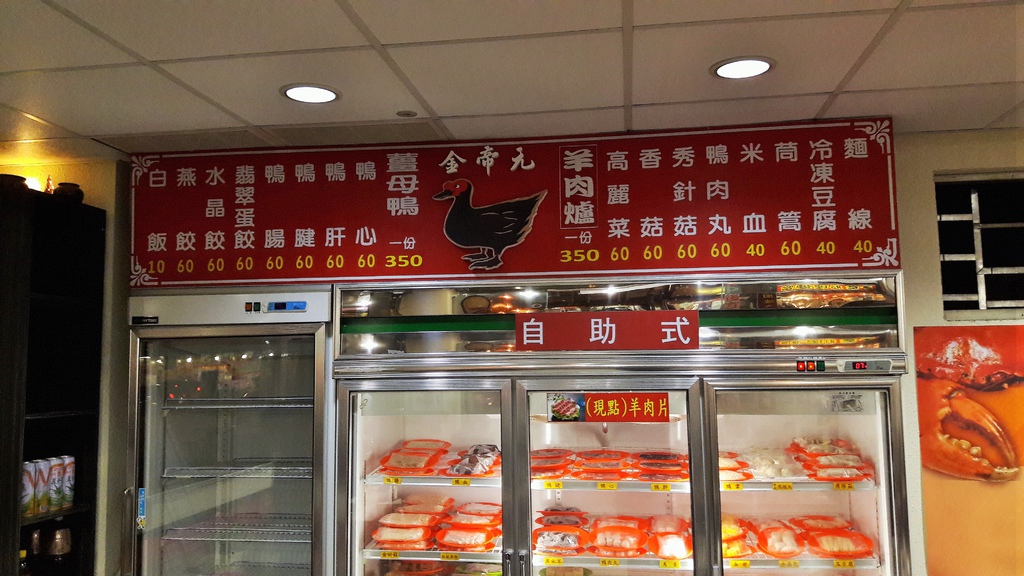 金帝元
白飯 10
燕餃 60
水晶餃 60
翡翠蛋餃 60
鴨腸 60
鴨腱 60
鴨肝 60
鴨心 60
薑母鴨 一份 350
羊肉爐 一份 350
高麗菜 60
香菇 60
秀針菇 60
鴨肉丸 60
米血 40
茼蒿 60
冷凍豆腐 40
麵線 40
自助式
(現點)羊肉片